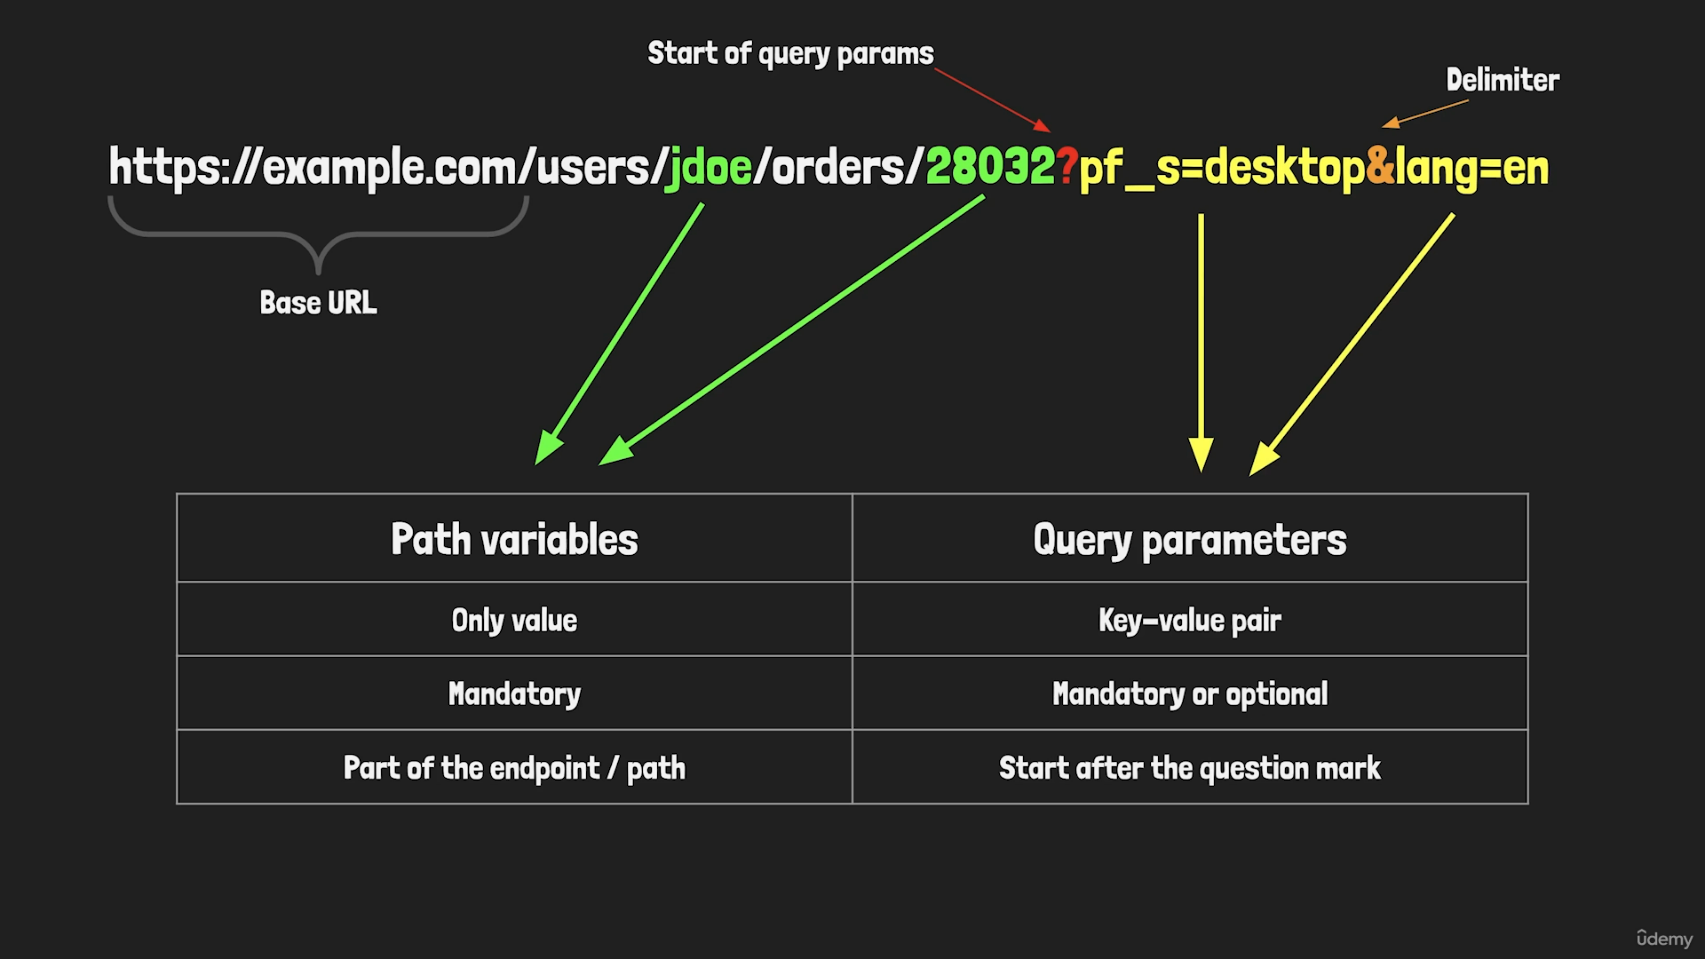 Start of query params
Delimiter
https://example.com/users/jdoe/orders/28032?pf_s=desktop&lang=en
Base URL
Path variables
Query parameters
Only value
Key-value pair
Mandatory
Mandatory or optional
Part of the endpoint / path
Start after the question mark
ûdemy